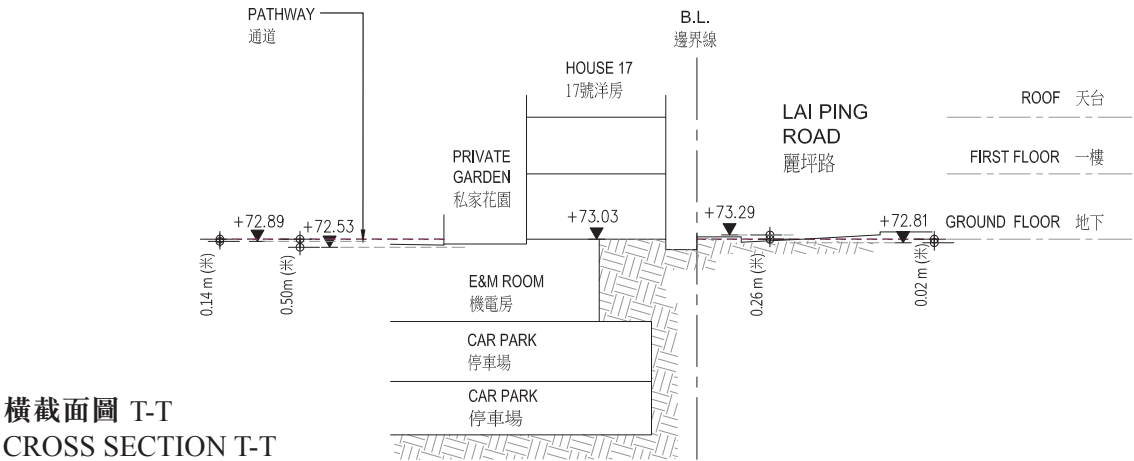 PATHWAY
通道
B.L.
邊界線
HOUSE 17
17號洋房
LAI PING
ROAD
麗坪路
ROOF 天台
FIRST FLOOR 一樓
GROUND FLOOR 地下
PRIVATE
GARDEN
私家花園
+72.89
+72.53
+73.03
+73.29
+72.81
0.14 m (米)
0.50m (米)
0.26 m (米)
0.02 m (米)
E&M ROOM
機電房
CAR PARK
停車場
CAR PARK
停車場
橫截面圖 T-T
CROSS SECTION T-T